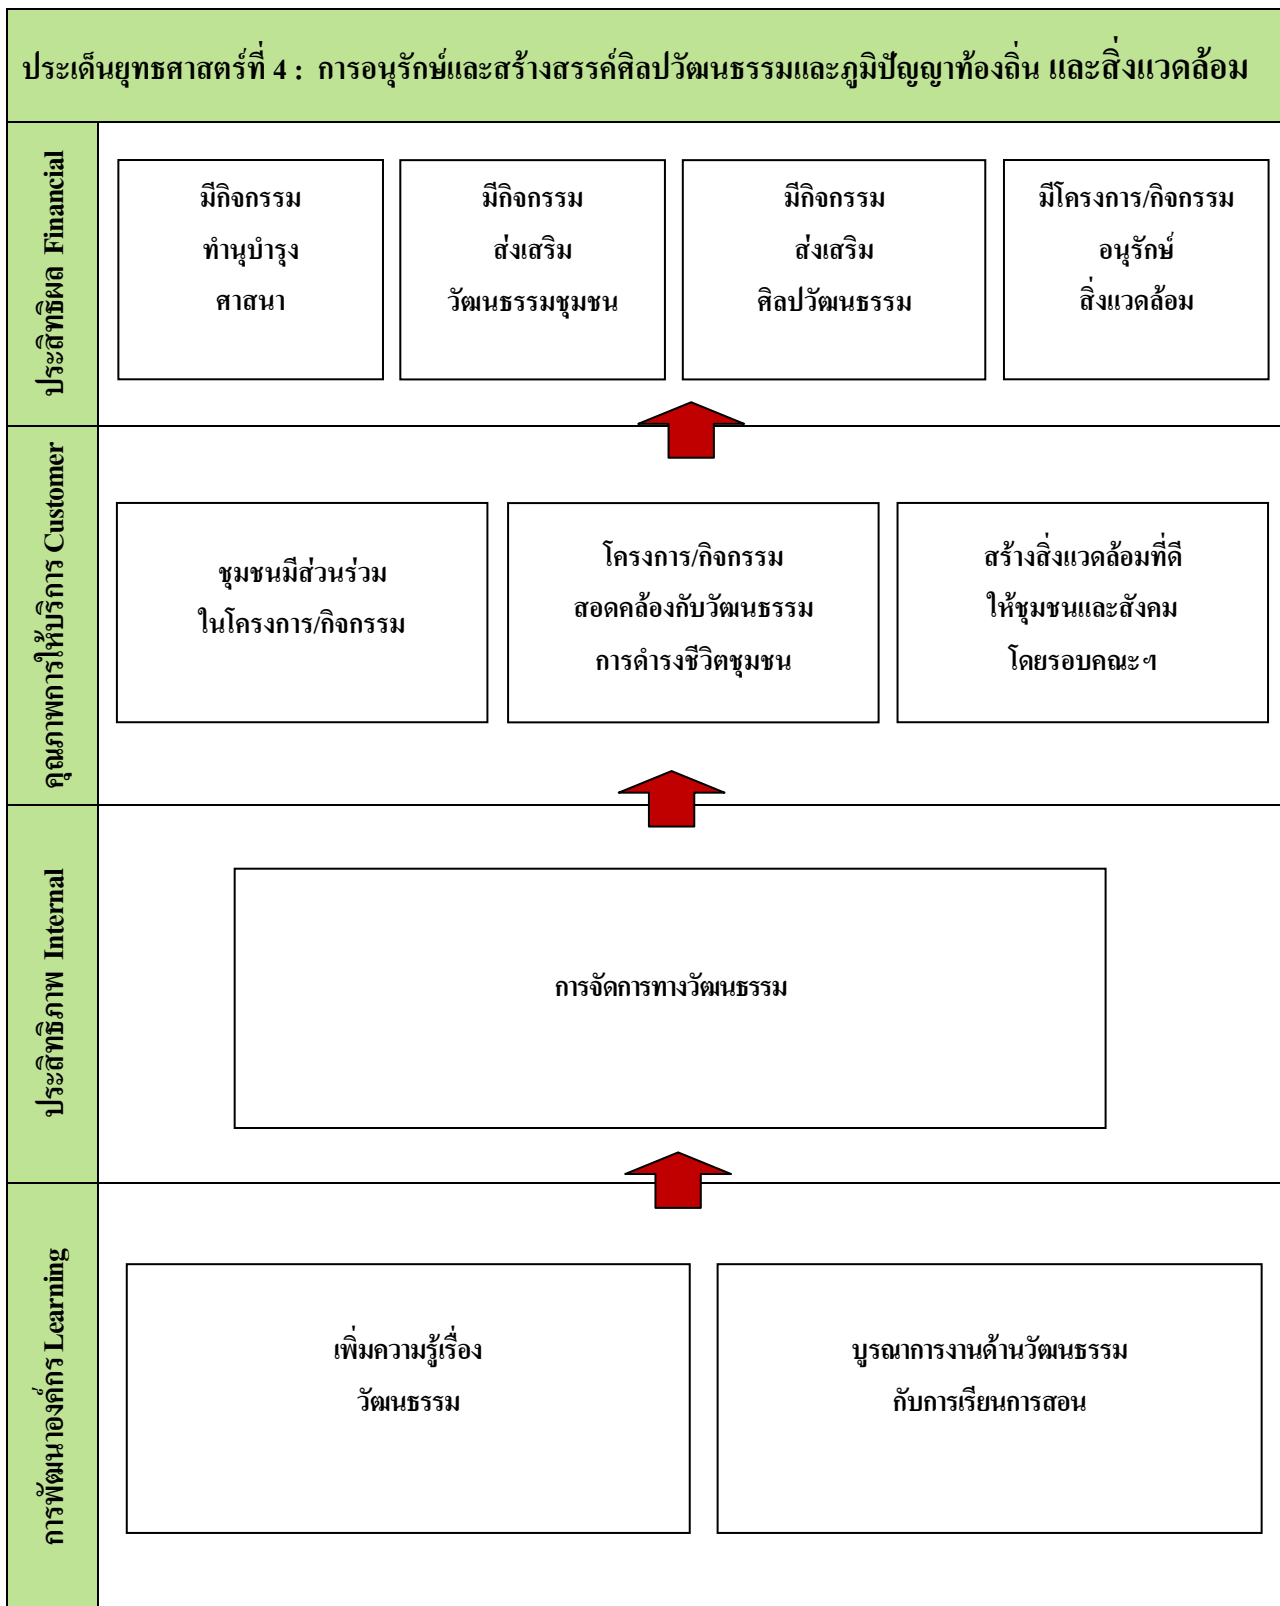 ประเด็นยุทธศาสตร์ที่ 4 : การอนุรักษ์และสร้างสรรค์ศิลปวัฒนธรรมและภูมิปัญญาท้องถิ่น และสิ่งแวดล้อม
ประสิทธิผล Financial
มีกิจกรรม
ทำนุบำรุง
ศาสนา
มีกิจกรรม
ส่งเสริม
วัฒนธรรมชุมชน
มีกิจกรรม
ส่งเสริม
ศิลปวัฒนธรรม
มีโครงการ/กิจกรรม
อนุรักษ์
สิ่งแวดล้อม
คุณภาพการให้บริการ Customer
ชุมชนมีส่วนร่วม
ในโครงการ/กิจกรรม
โครงการ/กิจกรรม
สอดคล้องกับวัฒนธรรม
การดำรงชีวิตชุมชน
สร้างสิ่งแวดล้อมที่ดี
ให้ชุมชนและสังคม
โดยรอบคณะฯ
ประสิทธิภาพ Internal
การจัดการทางวัฒนธรรม
การพัฒนาองค์กร Learning
เพิ่มความรู้เรื่อง
วัฒนธรรม
บูรณาการงานด้านวัฒนธรรม
กับการเรียนการสอน